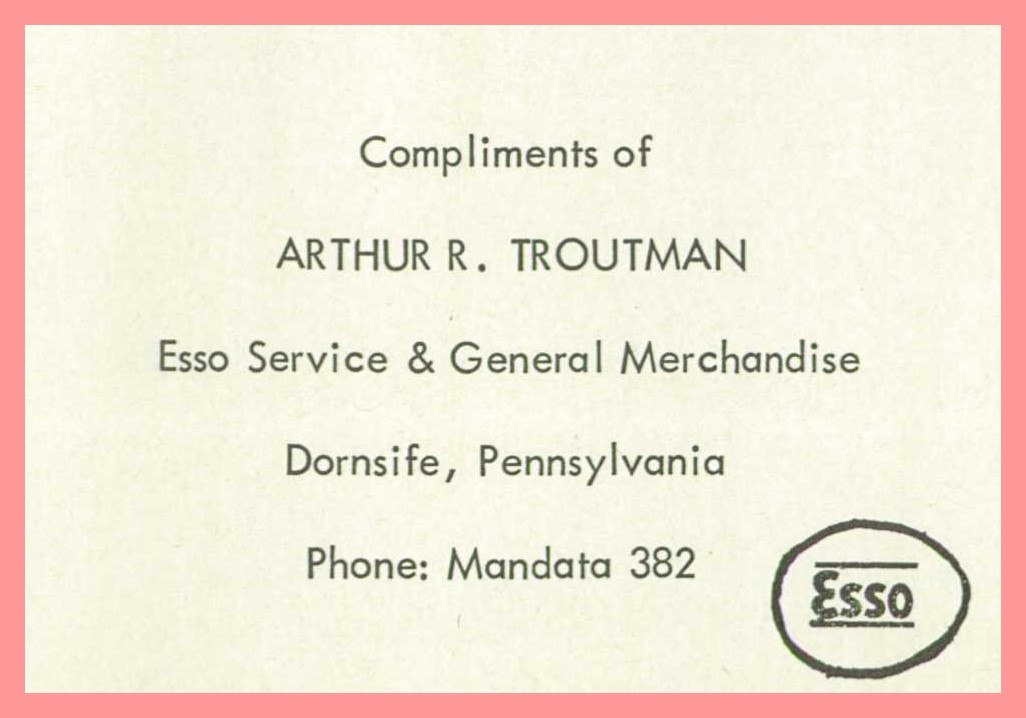 Compliments of
ARTHUR R. TROUTMAN
Esso Service & General Merchandise
Dornsife, Pennsylvania
Phone: Mandata 382
Esso